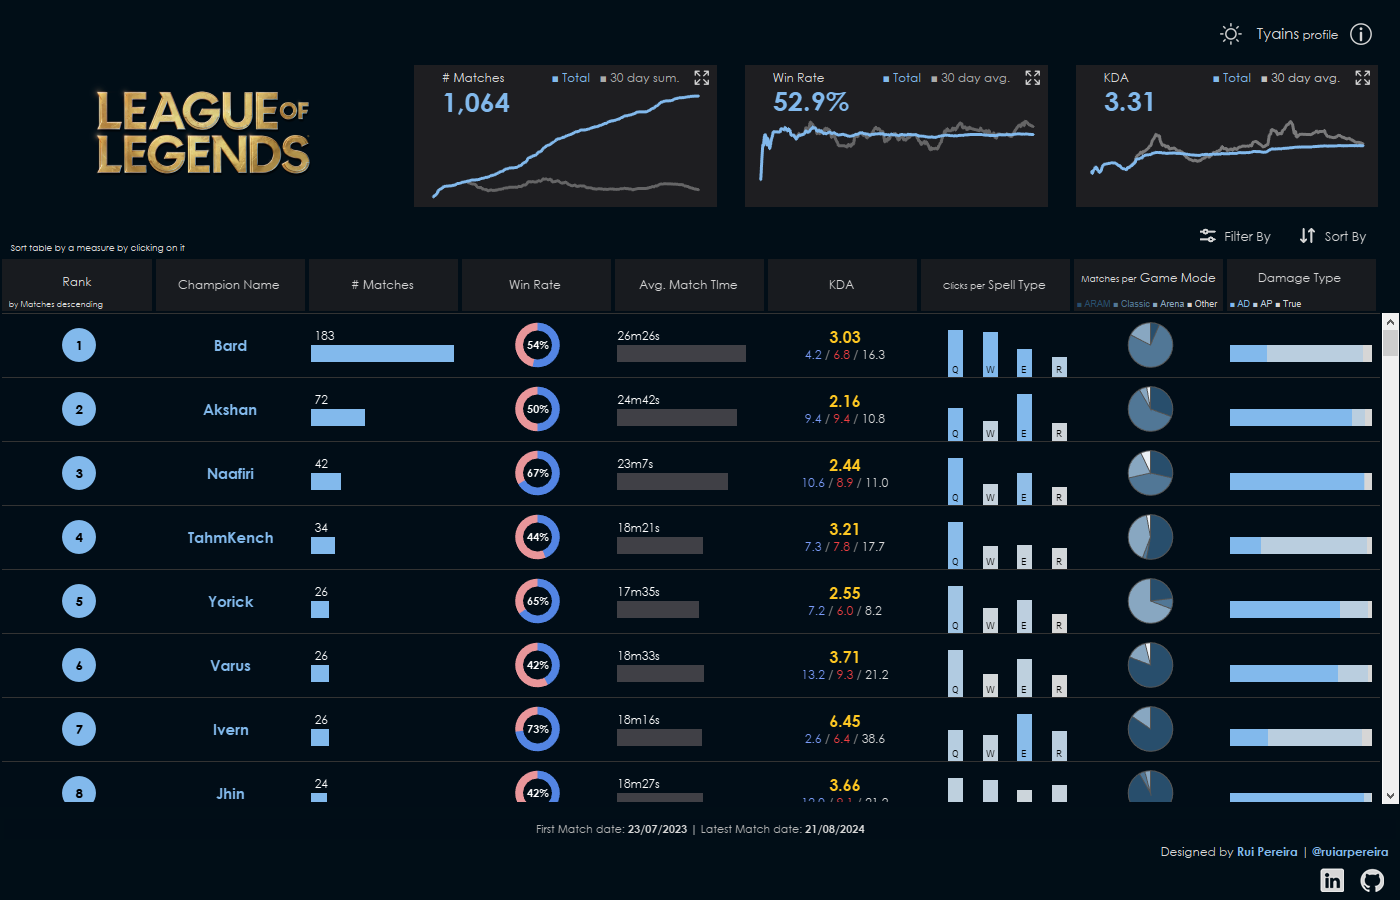 Tyains profile
LEAGUE OF
LEGENDS
# Matches
Total
30 day sum.
1,064
Win Rate
Total
30 day avg.
52.9%
KDA
Total
30 day avg.
3.31
Filter By
Sort By
Sort table by a measure by clicking on it
Rank
by Matches descending
Champion Name
# Matches
Win Rate
Avg. Match TIme
KDA
Clicks per Spell Type
Matches per Game Mode
ARAM Classic Arena Other
Damage Type
AD AP True
1 Bard 183 54% 26m26s 3.03
4.2 / 6.8 / 16.3
Q W E R
2 Akshan 72 50% 24m42s 2.16
9.4 / 9.4 / 10.8
Q W E R
3 Naafiri 42 67% 23m7s 2.44
10.6 / 8.9 / 11.0
Q W E R
4 TahmKench 34 44% 18m21s 3.21
7.3 / 7.8 / 17.7
Q W E R
5 Yorick 26 65% 17m35s 2.55
7.2 / 6.0 / 8.2
Q W E R
6 Varus 26 42% 18m33s 3.71
13.2 / 9.3 / 21.2
Q W E R
7 Ivern 26 73% 18m16s 6.45
2.6 / 6.4 / 38.6
Q W E R
8 Jhin 24 42% 18m27s 3.66
First Match date: 23/07/2023 | Latest Match date: 21/08/2024
Designed by Rui Pereira | @ruiarpereira